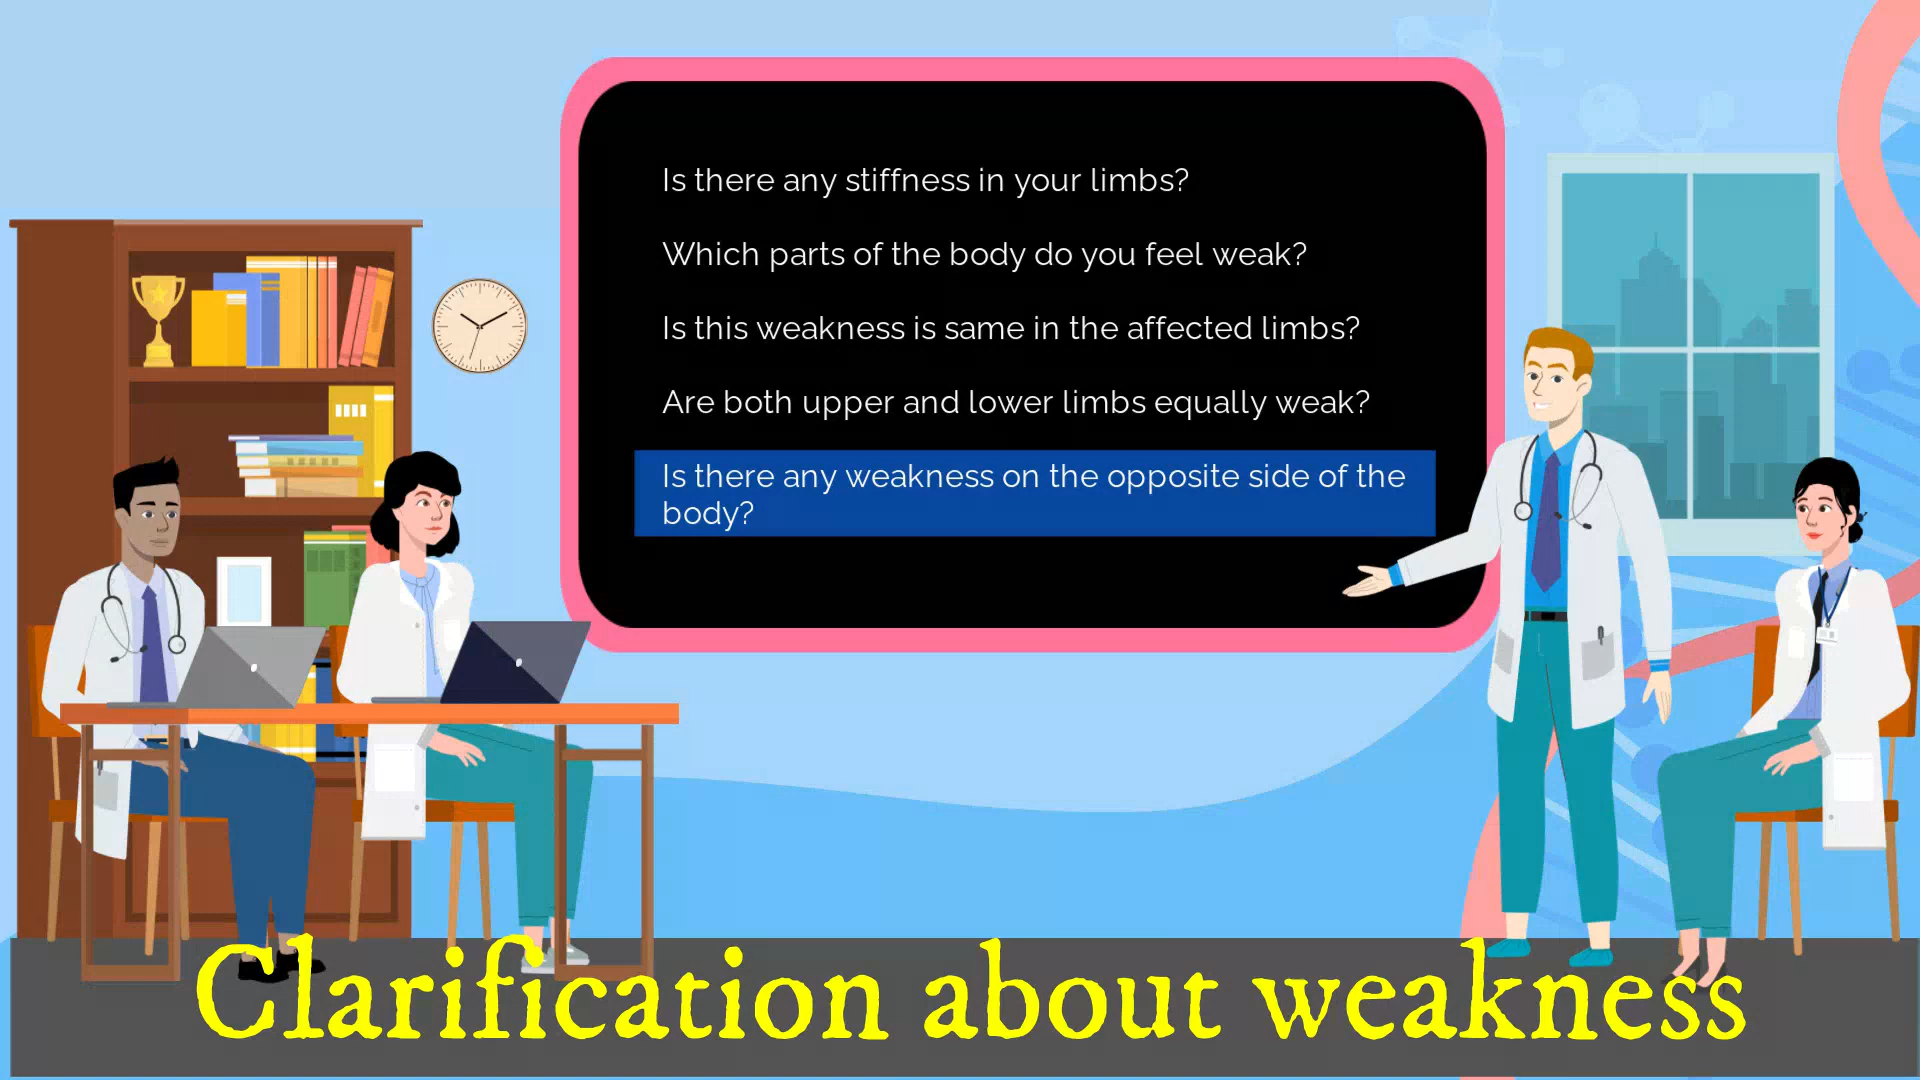 Is there any stiffness in your limbs?
Which parts of the body do you feel weak?
Is this weakness is same in the affected limbs?
Are both upper and lower limbs equally weak?
Is there any weakness on the opposite side of the
body?
Clarification about weakness